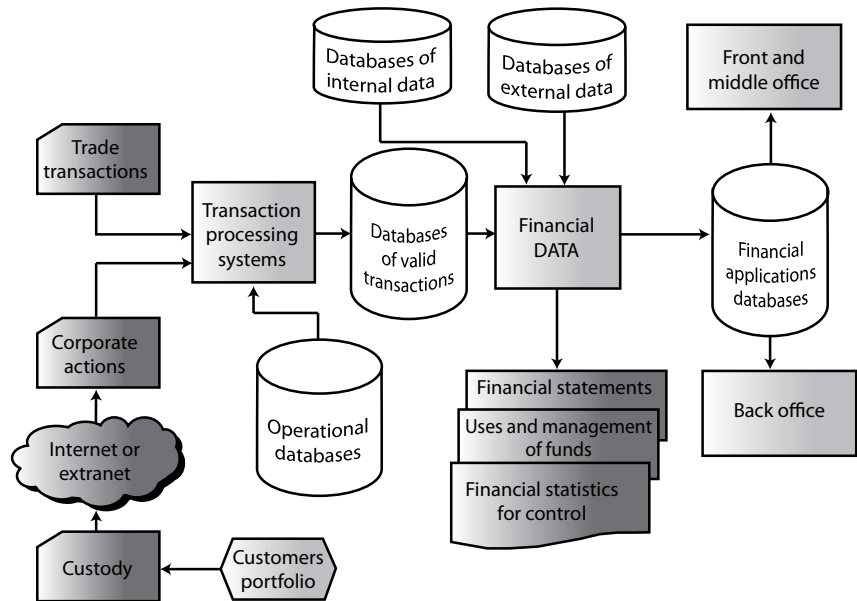 Databases of
internal data
Databases of
external data
Front and
middle office
Trade
transactions
Transaction
processing
systems
Databases
of valid
transactions
Financial
DATA
Financial
applications
databases
Corporate
actions
Operational
databases
Financial statements
Uses and management
of funds
Financial statistics
for control
Back office
Internet or
extranet
Custody
Customers
portfolio